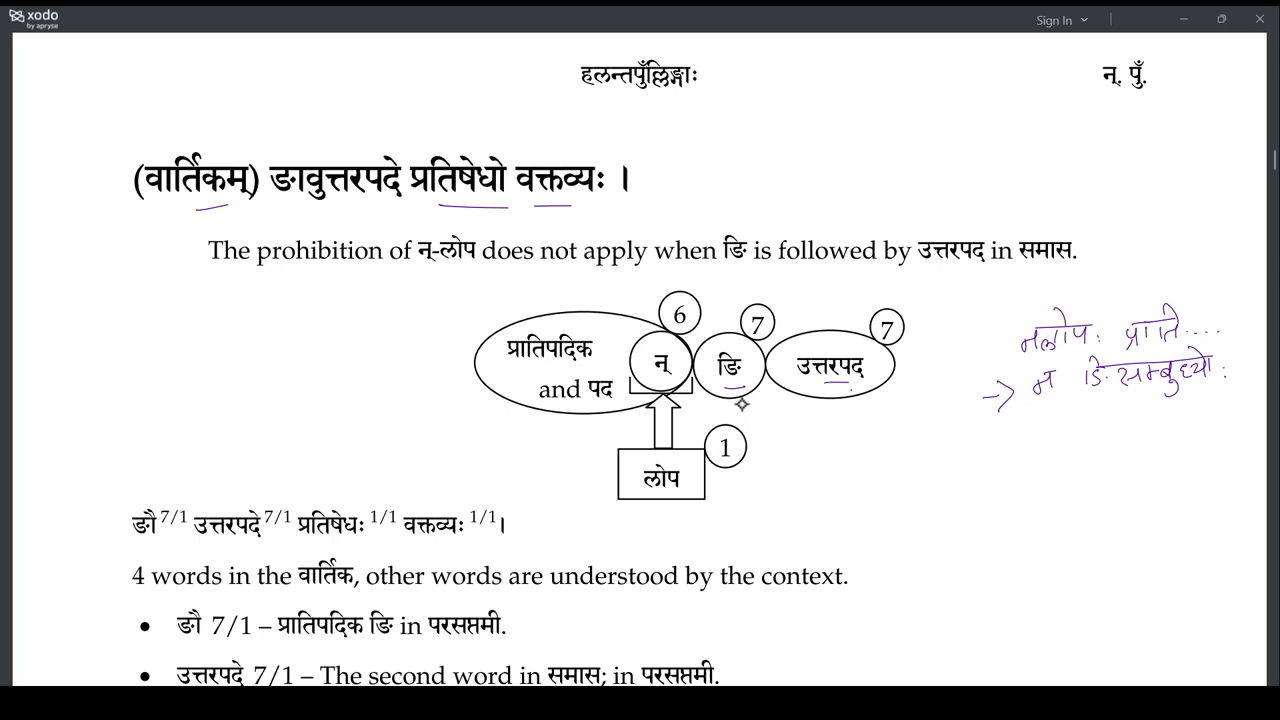 xodo
by apryse
Sign In
हलन्तपुँल्लिङ्गाः
न्. पुँ.
(वार्तिकम्) ङावुत्तरपदे प्रतिषेधो वक्तव्यः ।
The prohibition of न्-लोप does not apply when ङि is followed by उत्तरपद in समास.
6
7
7
प्रातिपदिक
and पद
न्
ङि
उत्तरपद
नलोपः प्राति....
-> न ङिसम्बुध्योः
1
लोप
ङौ 7/1 उत्तरपदे 7/1 प्रतिषेधः 1/1 वक्तव्यः 1/1।
4 words in the वार्तिक, other words are understood by the context.
• ङौ 7/1 – प्रातिपदिक ङि in परसप्तमी.
• उत्तरपदे 7/1 – The second word in समास; in परसप्तमी.